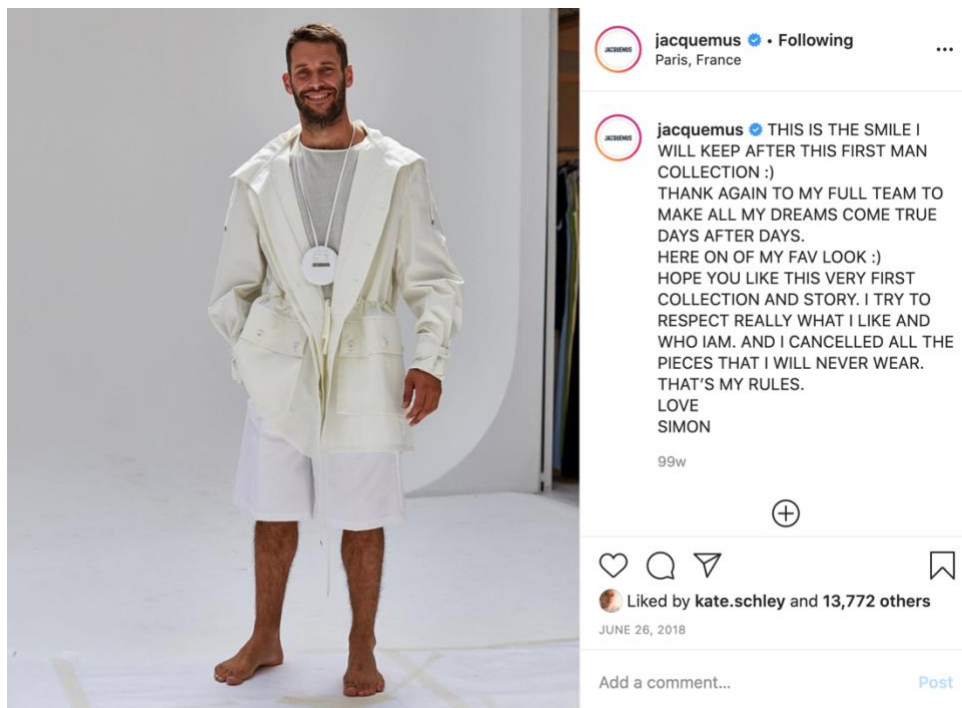 jacquemus • Following
Paris, France
JACQUEMUS
jacquemus THIS IS THE SMILE I
WILL KEEP AFTER THIS FIRST MAN
COLLECTION :)
THANK AGAIN TO MY FULL TEAM TO
MAKE ALL MY DREAMS COME TRUE
DAYS AFTER DAYS.
HERE ON OF MY FAV LOOK :)
HOPE YOU LIKE THIS VERY FIRST
COLLECTION AND STORY. I TRY TO
RESPECT REALLY WHAT I LIKE AND
WHO IAM. AND I CANCELLED ALL THE
PIECES THAT I WILL NEVER WEAR.
THAT'S MY RULES.
LOVE
SIMON
JACQUEMUS
JACQUEMUS
99w
Liked by kate.schley and 13,772 others
JUNE 26, 2018
Add a comment...
Post